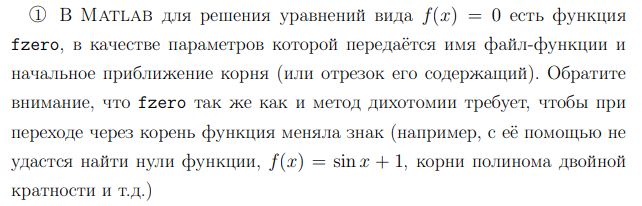 ① В MATLAB для решения уравнений вида f(x) = 0 есть функция
fzero, в качестве параметров которой передаётся имя файл-функции и
начальное приближение корня (или отрезок его содержащий). Обратите
внимание, что fzero так же как и метод дихотомии требует, чтобы при
переходе через корень функция меняла знак (например, с её помощью не
удастся найти нули функции, f(x) = sin x + 1, корни полинома двойной
кратности и т.д.)